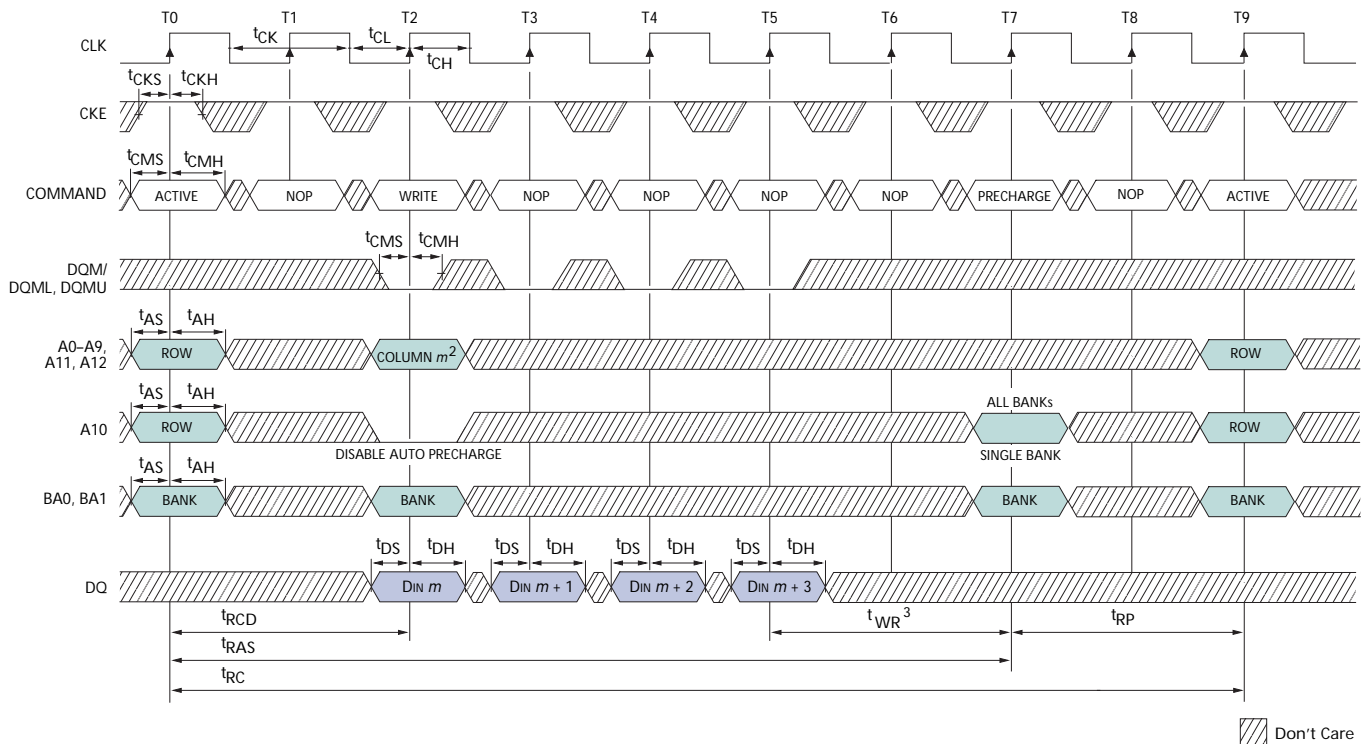 T0 T1 T2 T3 T4 T5 T6 T7 T8 T9
CLK
tCK tCL
tCH
tCKS tCKH
CKE
tCMS tCMH
COMMAND ACTIVE NOP WRITE NOP NOP NOP NOP PRECHARGE NOP ACTIVE
tCMS tCMH
DQM/
DQML, DQMU
tAS tAH
A0–A9,
A11, A12
ROW COLUMN m² ROW
tAS tAH
ALL BANKs
A10 ROW ROW
DISABLE AUTO PRECHARGE SINGLE BANK
tAS tAH
BA0, BA1 BANK BANK BANK BANK
tDS tDH tDS tDH tDS tDH tDS tDH
DQ DIN m DIN m + 1 DIN m + 2 DIN m + 3
tRCD tWR³ tRP
tRAS
tRC
Don't Care